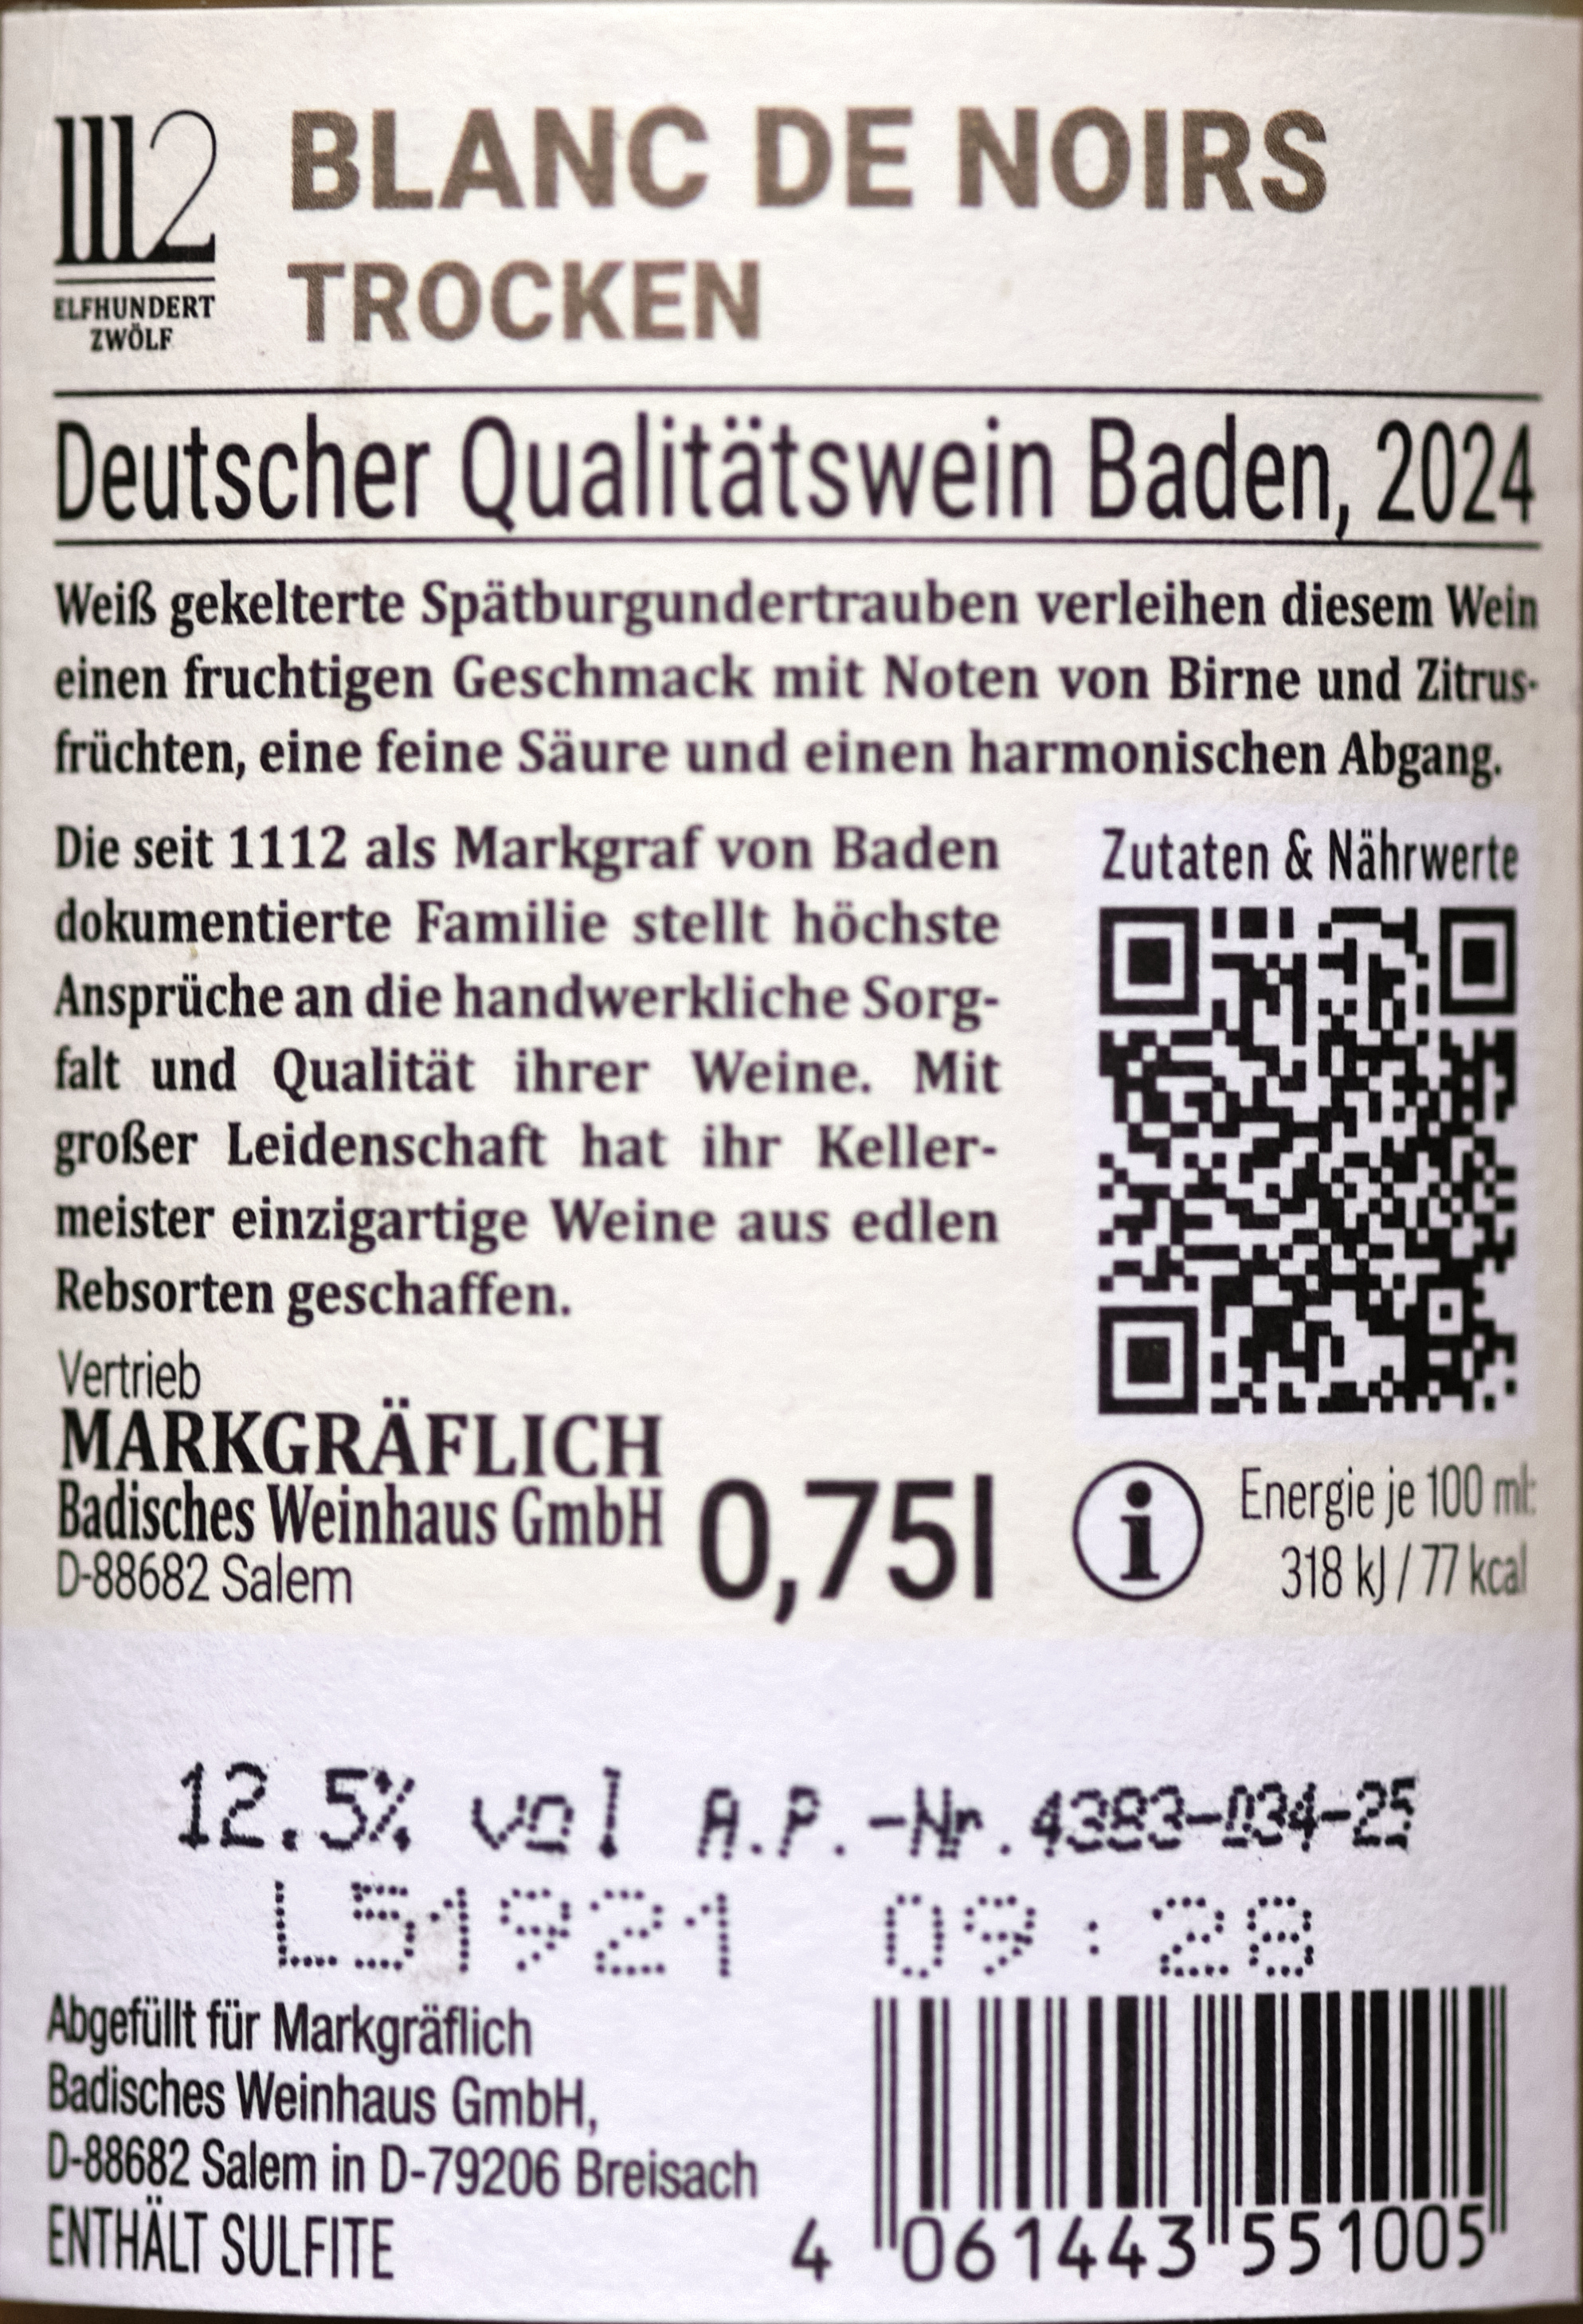 1112
ELFHUNDERT
ZWÖLF
BLANC DE NOIRS
TROCKEN
Deutscher Qualitätswein Baden, 2024
Weiß gekelterte Spätburgundertrauben verleihen diesem Wein
einen fruchtigen Geschmack mit Noten von Birne und Zitrus-
früchten, eine feine Säure und einen harmonischen Abgang.
Die seit 1112 als Markgraf von Baden
dokumentierte Familie stellt höchste
Ansprüche an die handwerkliche Sorg-
falt und Qualität ihrer Weine. Mit
großer Leidenschaft hat ihr Keller-
meister einzigartige Weine aus edlen
Rebsorten geschaffen.
Zutaten & Nährwerte
Vertrieb
MARKGRÄFLICH
Badisches Weinhaus GmbH
D-88682 Salem
0,75l
i
Energie je 100 ml:
318 kJ / 77 kcal
12.5% vol A.P.-Nr.4383-034-25
L51921 09:28
Abgefüllt für Markgräflich
Badisches Weinhaus GmbH,
D-88682 Salem in D-79206 Breisach
ENTHÄLT SULFITE
4 061443 551005